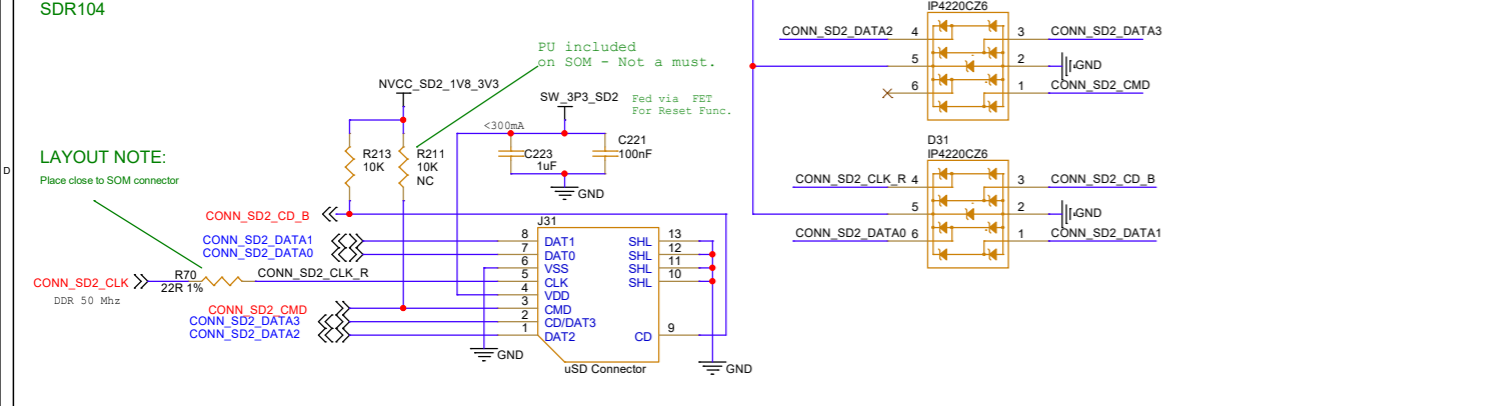 SDR104
PU included
on SOM - Not a must.
NVCC_SD2_1V8_3V3
SW_3P3_SD2
Fed via FET
For Reset Func.
<300mA
R213
10K
R211
10K
NC
C223
1uF
C221
100nF
GND
LAYOUT NOTE:
Place close to SOM connector
D
CONN_SD2_CD_B
CONN_SD2_DATA1
CONN_SD2_DATA0
CONN_SD2_CLK
DDR 50 Mhz
R70
22R 1%
CONN_SD2_CLK_R
CONN_SD2_CMD
CONN_SD2_DATA3
CONN_SD2_DATA2
J31
8 DAT1 SHL 13
7 DAT0 SHL 12
6 VSS SHL 11
5 CLK SHL 10
4 VDD
3 CMD
2 CD/DAT3
1 DAT2 CD 9
GND
uSD Connector
GND
IP4220CZ6
CONN_SD2_DATA2 4 3 CONN_SD2_DATA3
5 2 GND
6 1 CONN_SD2_CMD
D31
IP4220CZ6
CONN_SD2_CLK_R 4 3 CONN_SD2_CD_B
5 2 GND
CONN_SD2_DATA0 6 1 CONN_SD2_DATA1